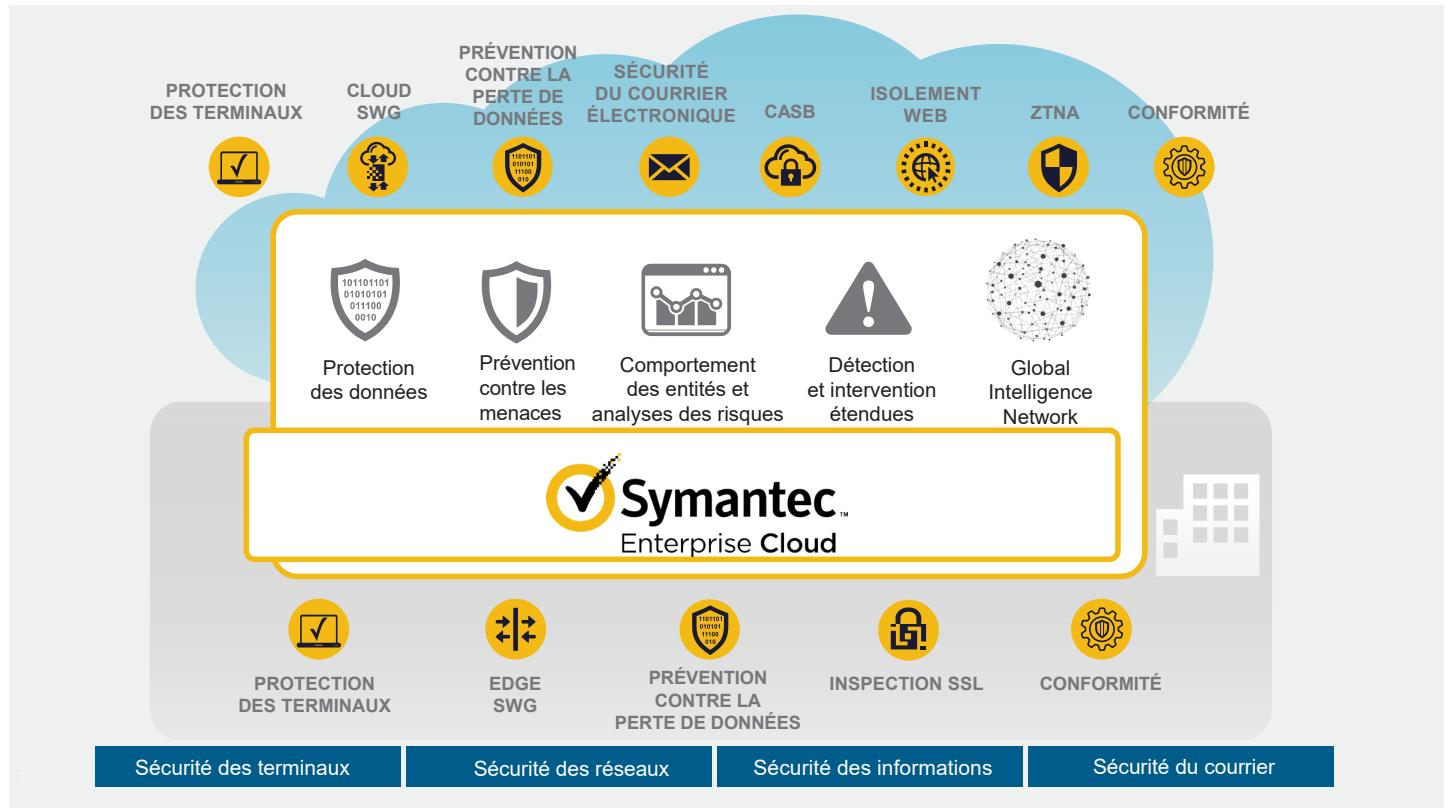 PROTECTION
DES TERMINAUX
CLOUD
SWG
PRÉVENTION
CONTRE LA
PERTE DE
DONNÉES
SÉCURITÉ
DU COURRIER
ÉLECTRONIQUE
CASB
ISOLEMENT
WEB
ZTNA
CONFORMITÉ
1101101
010101
11100
010
101101101
01010101
011100
0010
Protection
des données
Prévention
contre les
menaces
Comportement
des entités et
analyses des risques
Détection
et intervention
étendues
Global
Intelligence
Network
Symantec™
Enterprise Cloud
1101101
010101
11100
010
PROTECTION
DES TERMINAUX
EDGE
SWG
PRÉVENTION
CONTRE LA
PERTE DE DONNÉES
INSPECTION SSL
CONFORMITÉ
Sécurité des terminaux
Sécurité des réseaux
Sécurité des informations
Sécurité du courrier
7